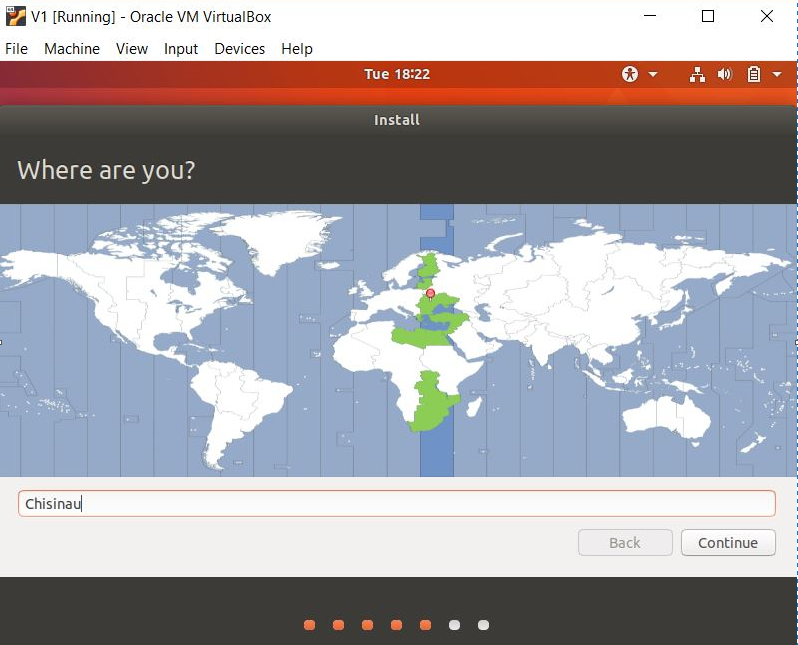 V1 [Running] - Oracle VM VirtualBox
File Machine View Input Devices Help
Tue 18:22
Install
Where are you?
Chisinau
Back Continue